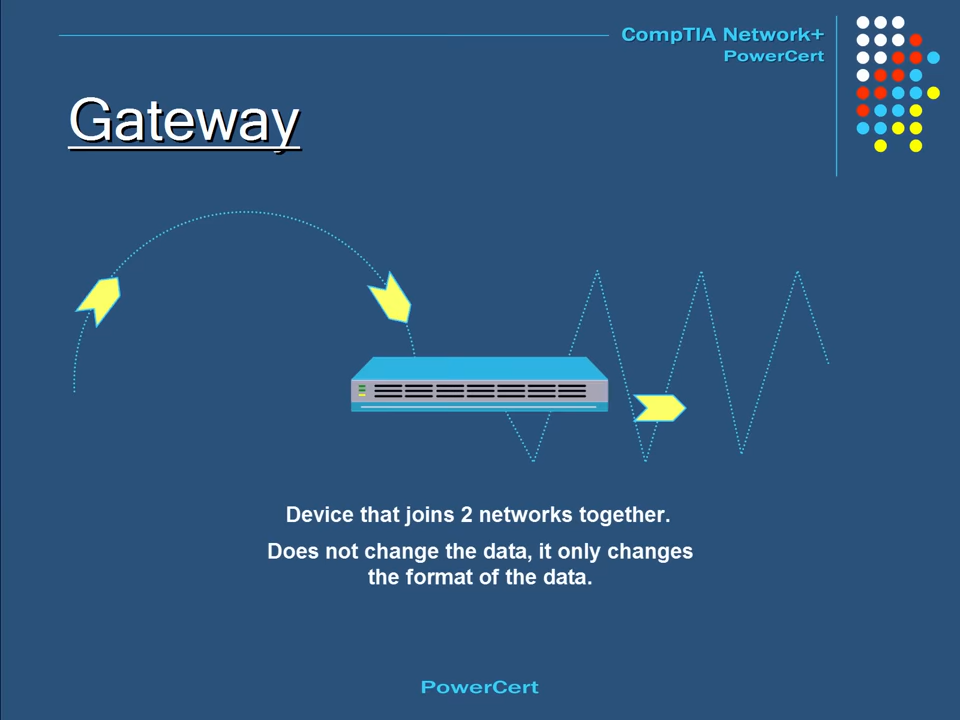 CompTIA Network+
PowerCert
Gateway
Device that joins 2 networks together.
Does not change the data, it only changes
the format of the data.
PowerCert